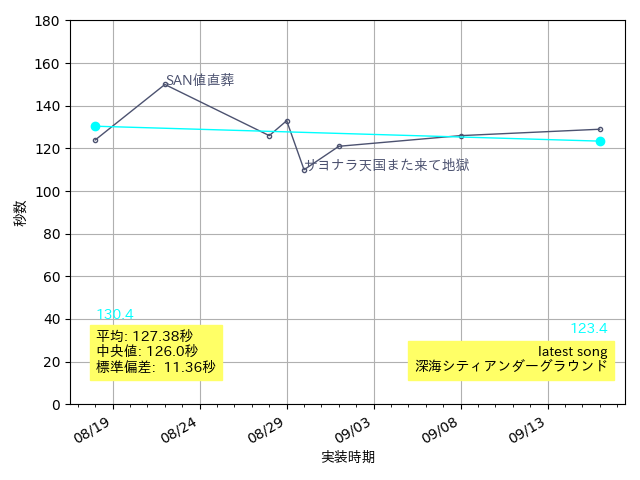 180
160
140
120
100
80
60
40
20
0
秒数
SAN値直葬
サヨナラ天国また来て地獄
130.4
平均: 127.38秒
中央値: 126.0秒
標準偏差: 11.36秒
123.4
latest song
深海シティアンダーグラウンド
08/19
08/24
08/29
09/03
09/08
09/13
実装時期